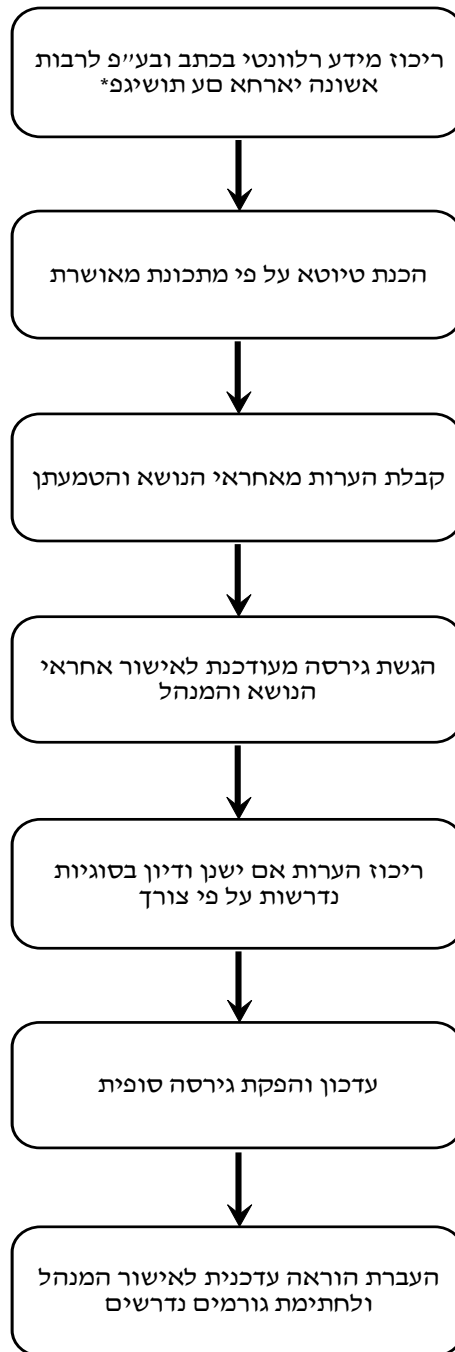 ריכוז מידע רלוונטי בכתב ובע״פ לרבות
אשונה יארחא םע תושיגפ*
הכנת טיוטא על פי מתכונת מאושרת
קבלת הערות מאחראי הנושא והטמעתן
הגשת גירסה מעודכנת לאישור אחראי
הנושא והמנהל
ריכוז הערות אם ישנן ודיון בסוגיות
נדרשות על פי צורך
עדכון והפקת גירסה סופית
העברת הוראה עדכנית לאישור המנהל
ולחתימת גורמים נדרשים